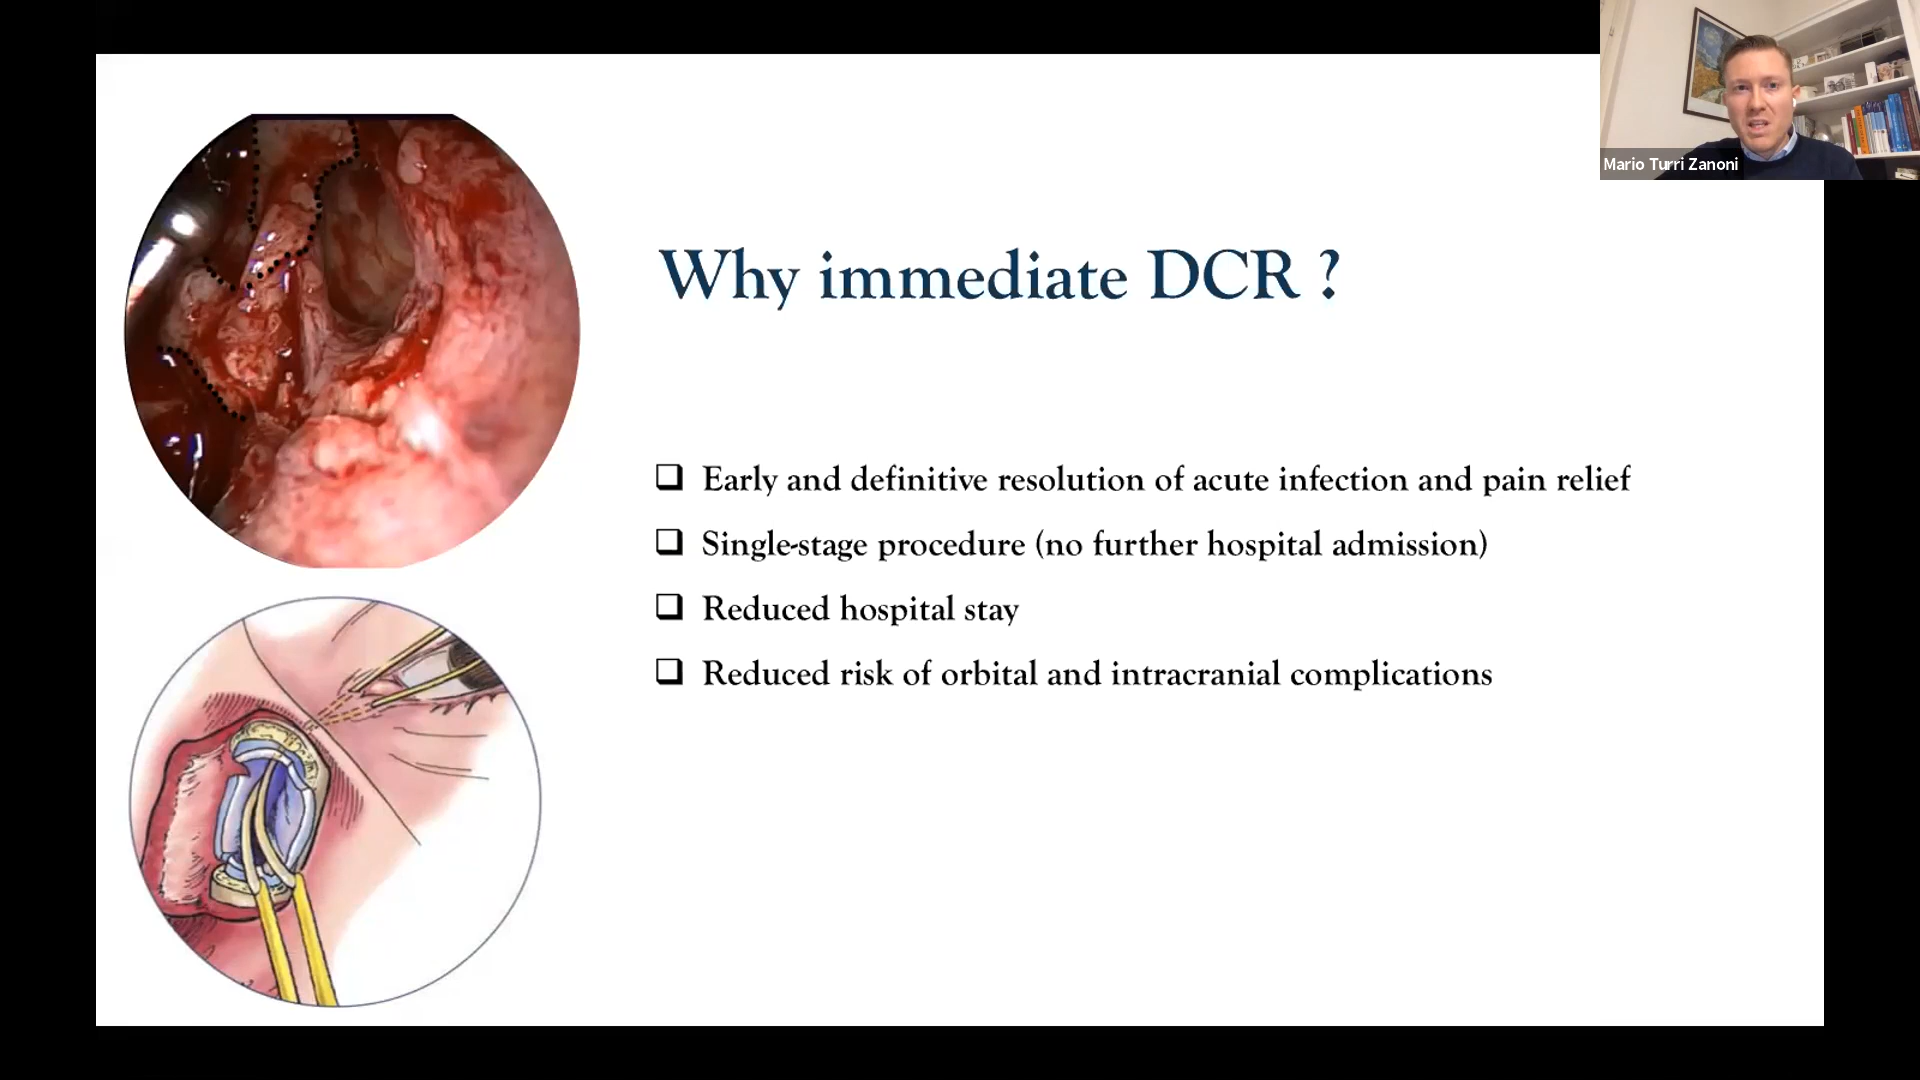 Mario Turri Zanoni
Why immediate DCR ?
Early and definitive resolution of acute infection and pain relief
Single-stage procedure (no further hospital admission)
Reduced hospital stay
Reduced risk of orbital and intracranial complications